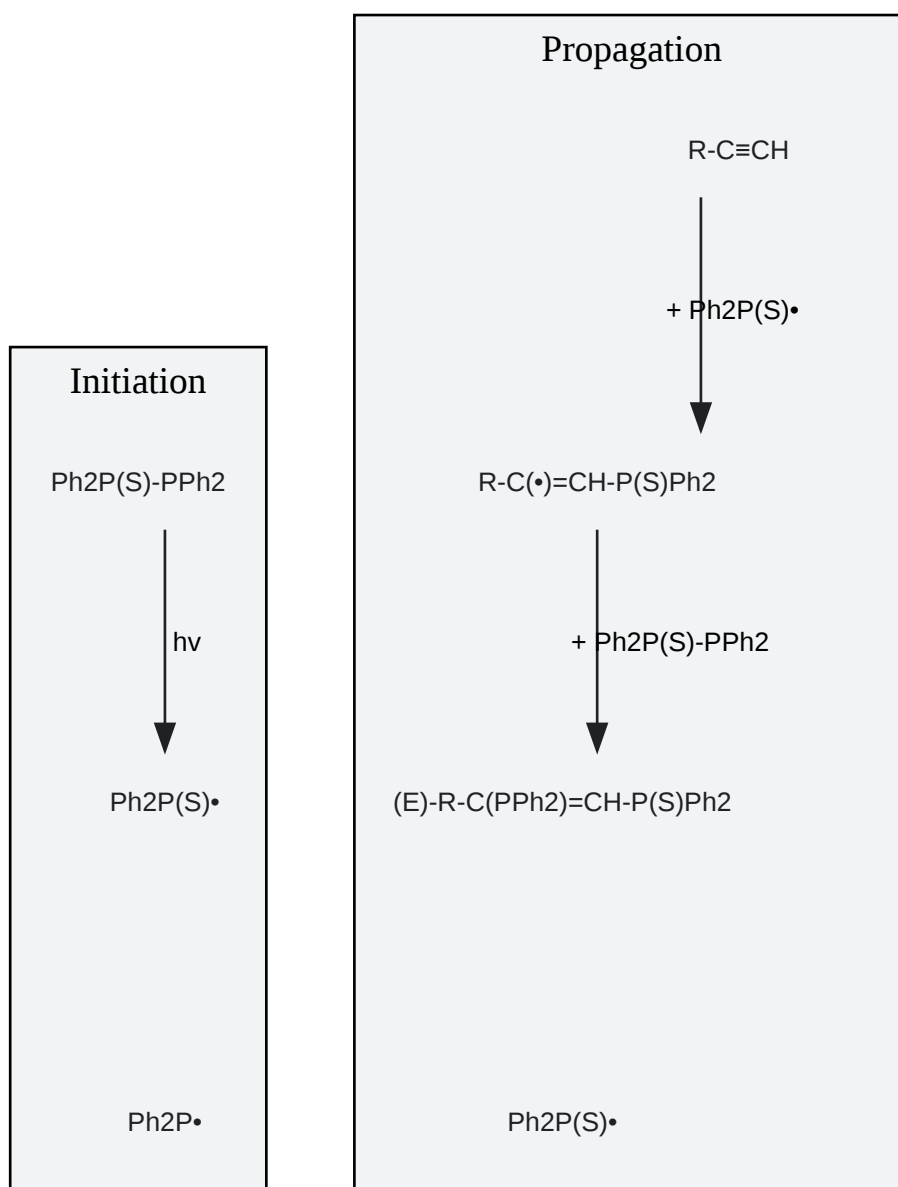 Initiation
Ph2P(S)-PPh2
hv
Ph2P(S)•
Ph2P•
Propagation
R-C≡CH
+ Ph2P(S)•
R-C(•)=CH-P(S)Ph2
+ Ph2P(S)-PPh2
(E)-R-C(PPh2)=CH-P(S)Ph2
Ph2P(S)•